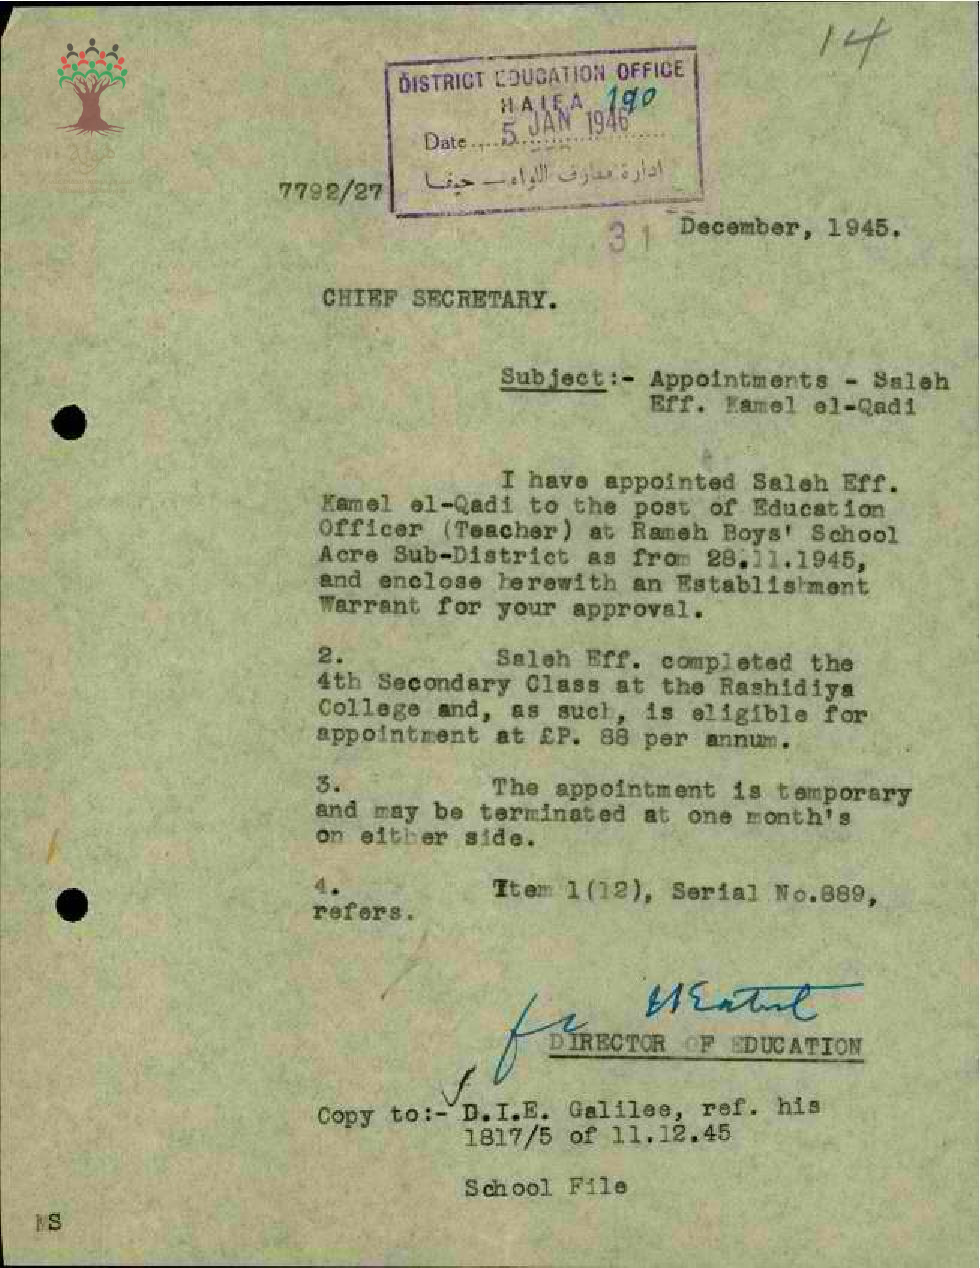 14
DISTRICT EDUCATION OFFICE
HAIFA 190
Date ..... 5 JAN 1946
ادارة معارف اللواء — حيفا
7792/27
31 December, 1945.
CHIEF SECRETARY.
Subject:- Appointments - Saleh
Eff. Kamel el-Qadi
I have appointed Saleh Eff.
Kamel el-Qadi to the post of Education
Officer (Teacher) at Rameh Boys' School
Acre Sub-District as from 28.11.1945,
and enclose herewith an Establishment
Warrant for your approval.
2. Saleh Eff. completed the
4th Secondary Class at the Rashidiya
College and, as such, is eligible for
appointment at £P. 88 per annum.
3. The appointment is temporary
and may be terminated at one month's
on either side.
4. Item 1(12), Serial No.889,
refers.
for
DIRECTOR OF EDUCATION
Copy to:- D.I.E. Galilee, ref. his
1817/5 of 11.12.45
School File
NS